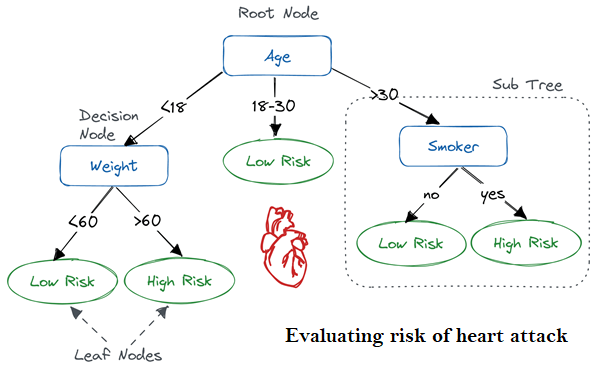 Root Node
Age
Sub Tree
<18
18-30
>30
Decision
Node
Weight
Low Risk
Smoker
no
yes
<60
>60
Low Risk
High Risk
Low Risk
High Risk
Evaluating risk of heart attack
Leaf Nodes